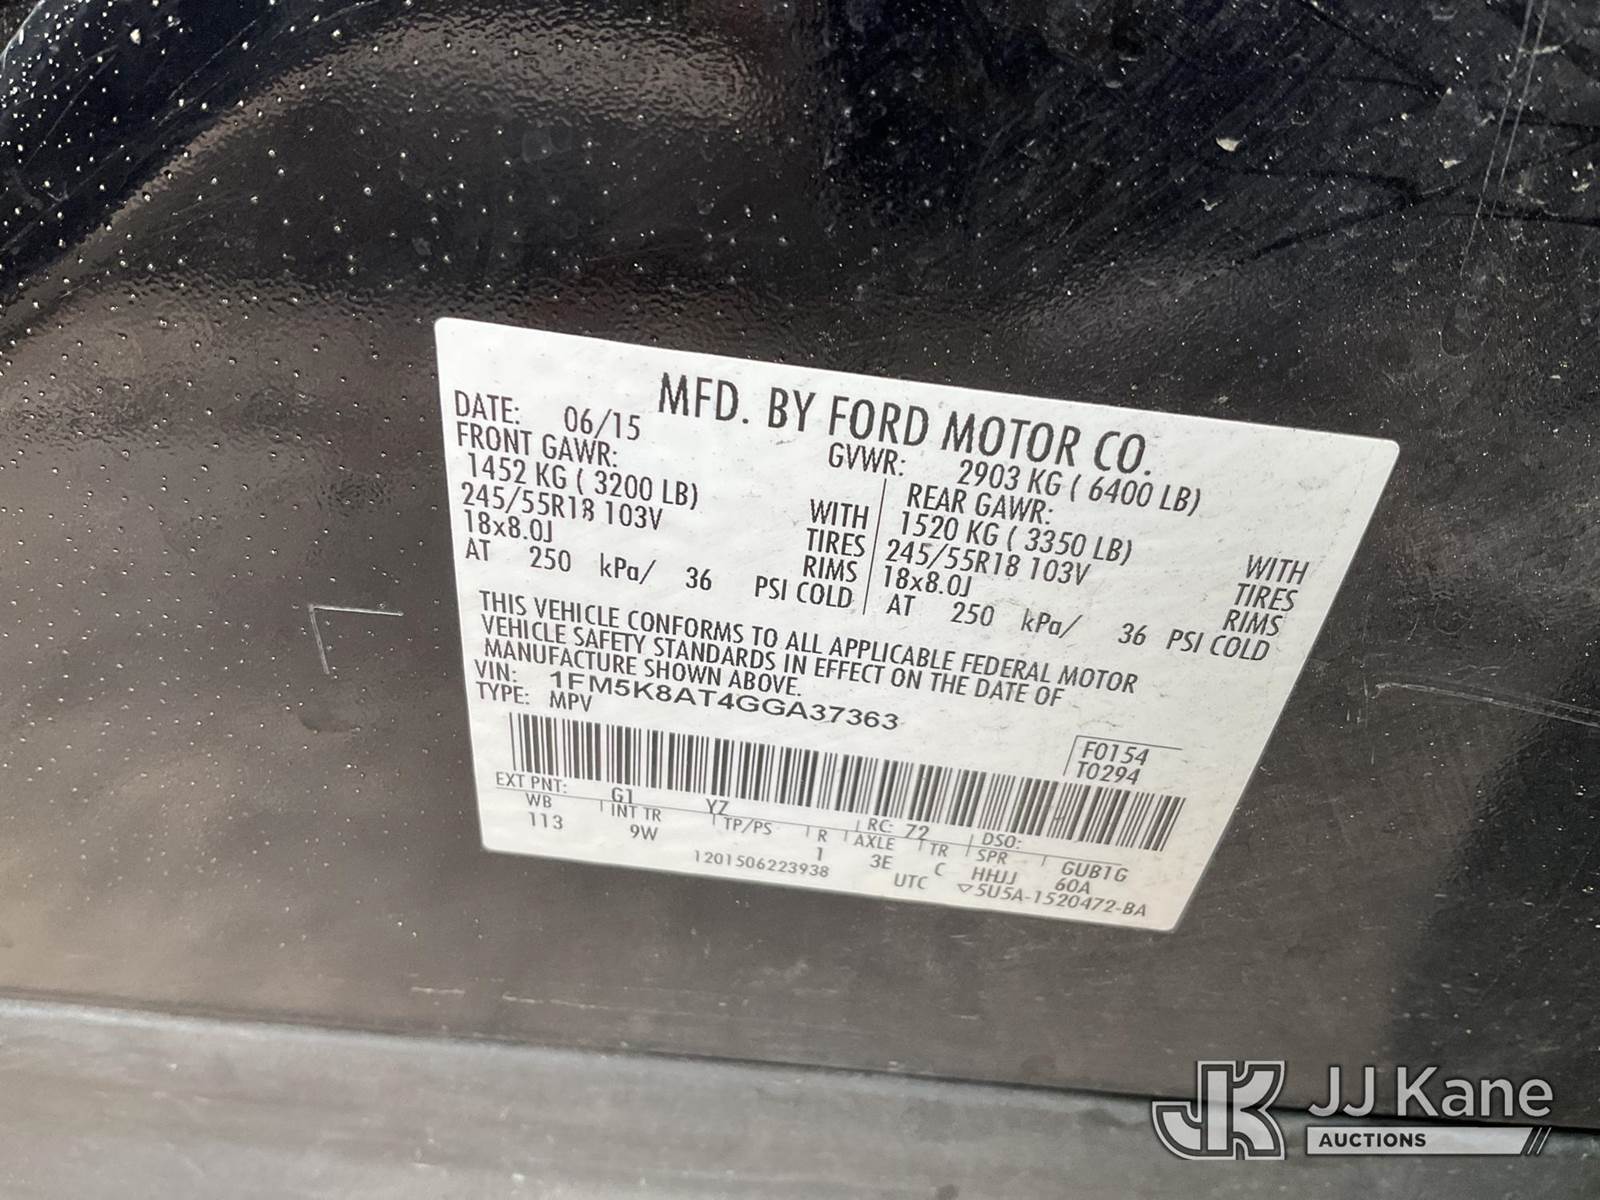 MFD. BY FORD MOTOR CO.
DATE: 06/15 GVWR: 2903 KG ( 6400 LB)
FRONT GAWR: REAR GAWR:
1452 KG ( 3200 LB) WITH 1520 KG ( 3350 LB) WITH
245/55R18 103V TIRES 245/55R18 103V TIRES
18x8.0J RIMS 18x8.0J RIMS
AT 250 kPa/ 36 PSI COLD AT 250 kPa/ 36 PSI COLD
THIS VEHICLE CONFORMS TO ALL APPLICABLE FEDERAL MOTOR
VEHICLE SAFETY STANDARDS IN EFFECT ON THE DATE OF
MANUFACTURE SHOWN ABOVE.
VIN: 1FM5K8AT4GGA37363
TYPE: MPV
F0154
T0294
EXT PNT: G1 YZ RC: 72 DSO:
WB INT TR TP/PS R AXLE TR SPR GUB1G
113 9W 1 3E C HHJJ 60A
1201506223938 UTC ▽5U5A-1520472-BA
JK JJ Kane
AUCTIONS